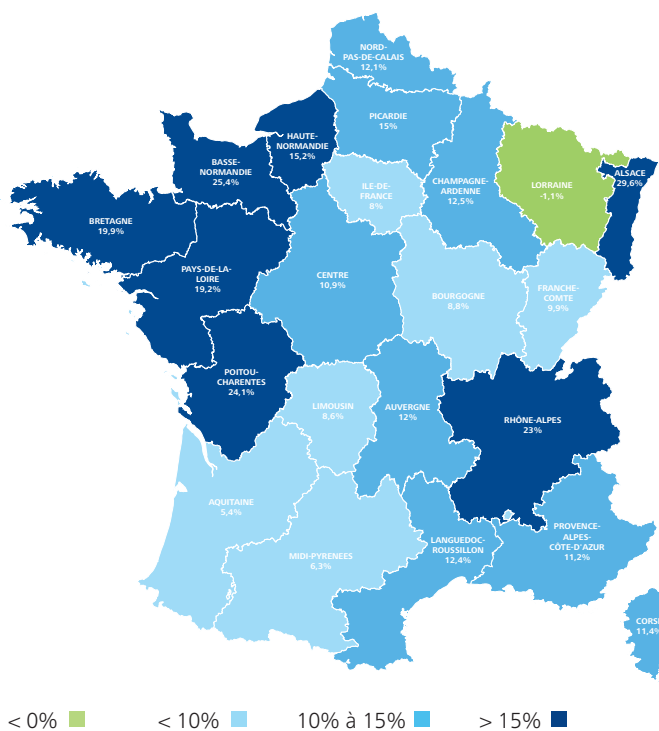 NORD-
PAS-DE-CALAIS
12,1%
PICARDIE
15%
HAUTE-
NORMANDIE
15,2%
BASSE-
NORMANDIE
25,4%
ILE-DE-
FRANCE
8%
CHAMPAGNE-
ARDENNE
12,5%
LORRAINE
-1,1%
ALSACE
29,6%
BRETAGNE
19,9%
PAYS-DE-LA-
LOIRE
19,2%
CENTRE
10,9%
BOURGOGNE
8,8%
FRANCHE-
COMTE
9,9%
POITOU-
CHARENTES
24,1%
LIMOUSIN
8,6%
AUVERGNE
12%
RHÔNE-ALPES
23%
AQUITAINE
5,4%
MIDI-PYRENEES
6,3%
LANGUEDOC-
ROUSSILLON
12,4%
PROVENCE-
ALPES-
CÔTE-D'AZUR
11,2%
CORSE
11,4%
< 0%
< 10%
10% à 15%
> 15%